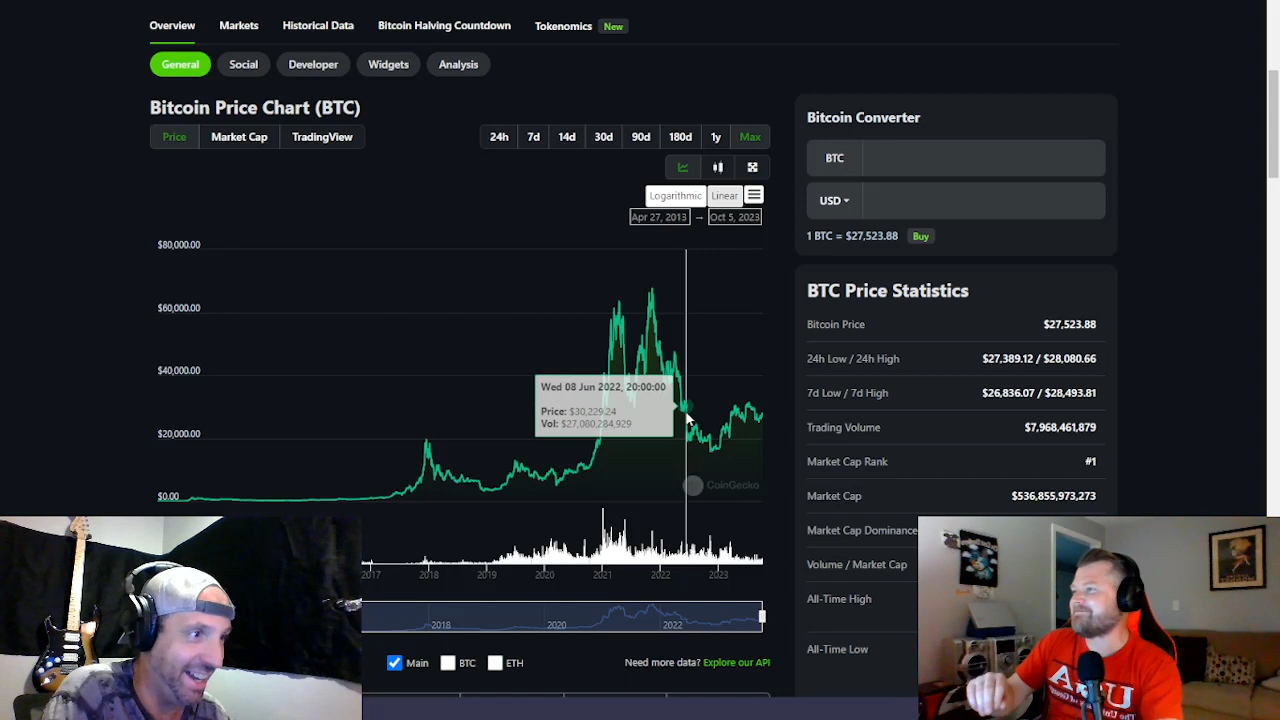 Overview Markets Historical Data Bitcoin Halving Countdown Tokenomics New
General Social Developer Widgets Analysis
Bitcoin Price Chart (BTC)
Price Market Cap TradingView 24h 7d 14d 30d 90d 180d 1y Max
Logarithmic Linear
Apr 27, 2013 → Oct 5, 2023
$80,000.00
$60,000.00
$40,000.00
$20,000.00
$0.00
Wed 08 Jun 2022, 20:00:00
Price: $30,229.24
Vol: $27,080,284,929
CoinGecko
2017 2018 2019 2020 2021 2022 2023
2018 2020 2022
Main BTC ETH Need more data? Explore our API
Bitcoin Converter
BTC
USD
1 BTC = $27,523.88 Buy
BTC Price Statistics
Bitcoin Price $27,523.88
24h Low / 24h High $27,389.12 / $28,080.66
7d Low / 7d High $26,836.07 / $28,493.81
Trading Volume $7,968,461,879
Market Cap Rank #1
Market Cap $536,855,973,273
Market Cap Dominance
Volume / Market Cap
All-Time High
All-Time Low